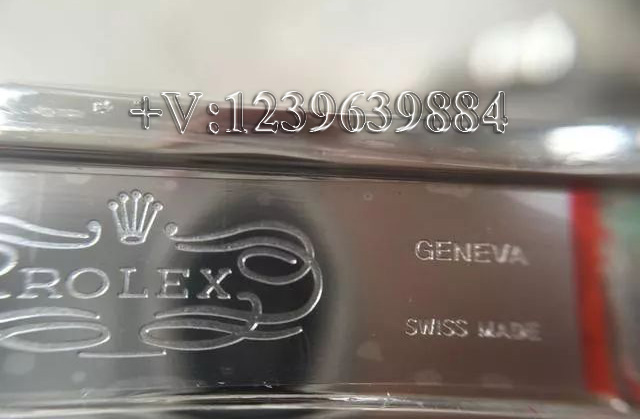 +V:1239639884
ROLEX
GENEVA
SWISS MADE